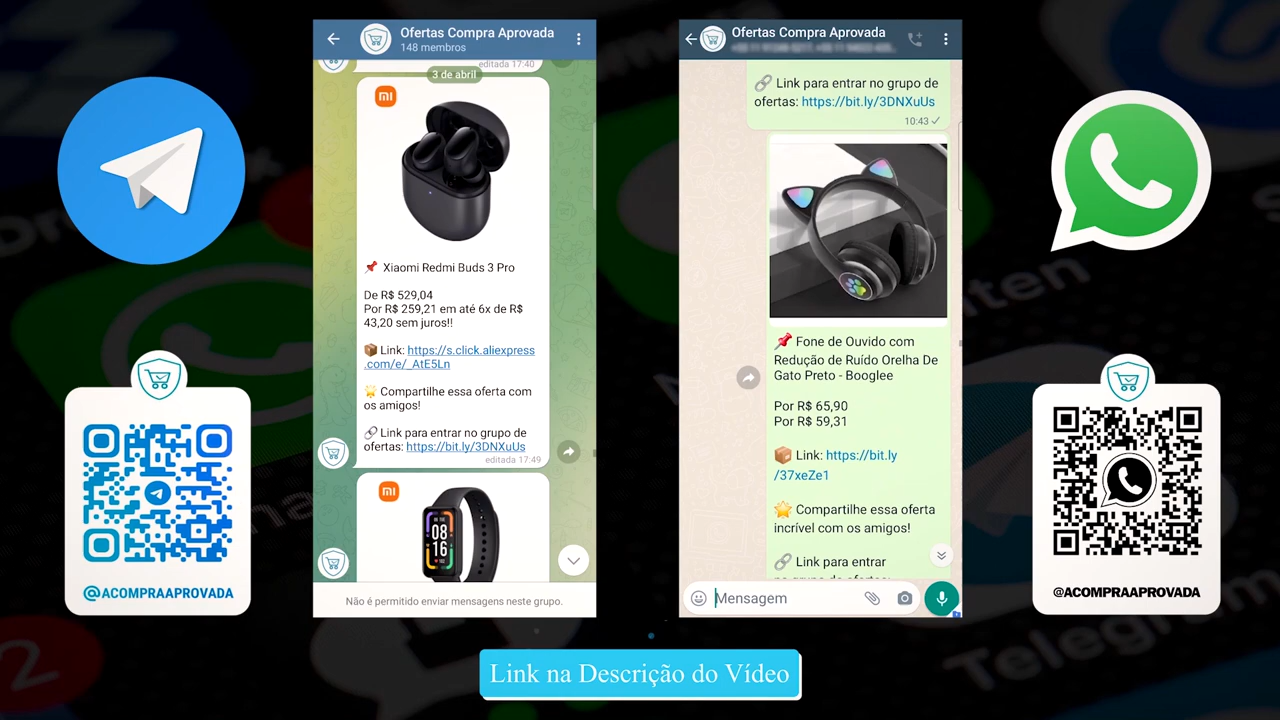 Ofertas Compra Aprovada
148 membros
editada 17:40
3 de abril
📌 Xiaomi Redmi Buds 3 Pro
De R$ 529,04
Por R$ 259,21 em até 6x de R$
43,20 sem juros!!
📦 Link: https://s.click.aliexpress
.com/e/_AtE5Ln
🌟 Compartilhe essa oferta com
os amigos!
🔗 Link para entrar no grupo de
ofertas: https://bit.ly/3DNXuUs
editada 17:49
08
16
Não é permitido enviar mensagens neste grupo.
Ofertas Compra Aprovada
🔗 Link para entrar no grupo de
ofertas: https://bit.ly/3DNXuUs
10:43
📌 Fone de Ouvido com
Redução de Ruído Orelha De
Gato Preto - Booglee
Por R$ 65,90
Por R$ 59,31
📦 Link: https://bit.ly
/37xeZe1
🌟 Compartilhe essa oferta
incrível com os amigos!
🔗 Link para entrar
Mensagem
@ACOMPRAAPROVADA
@ACOMPRAAPROVADA
Link na Descrição do Vídeo
2
Telegram